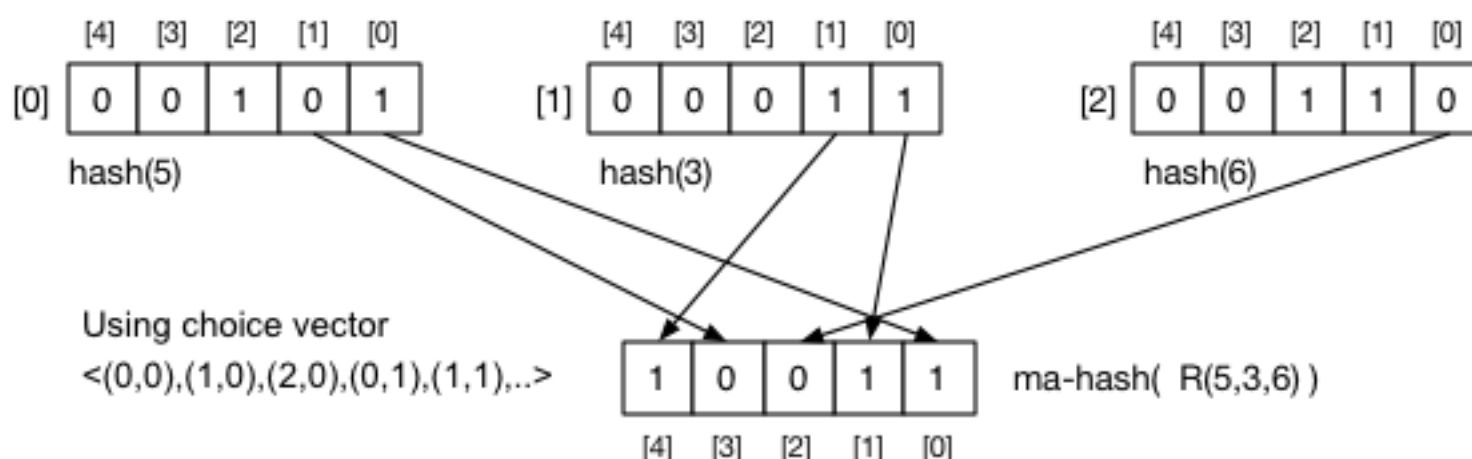 [4] [3] [2] [1] [0] [4] [3] [2] [1] [0] [4] [3] [2] [1] [0]
[0] 0 0 1 0 1 [1] 0 0 0 1 1 [2] 0 0 1 1 0
hash(5) hash(3) hash(6)
Using choice vector
<(0,0),(1,0),(2,0),(0,1),(1,1),..> 1 0 0 1 1 ma-hash( R(5,3,6) )
[4] [3] [2] [1] [0]